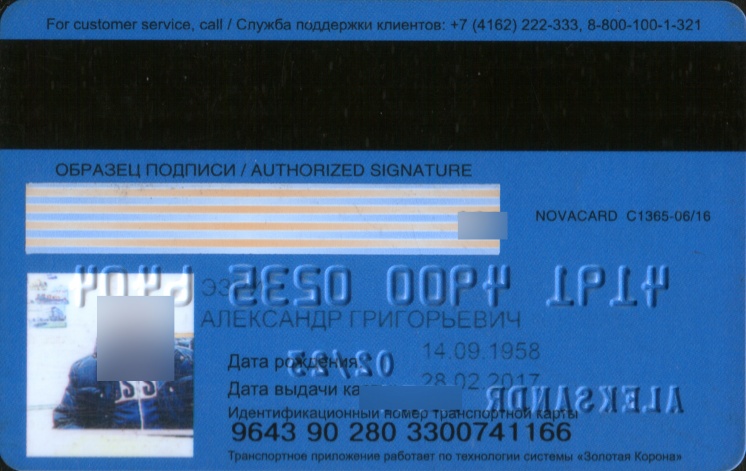 For customer service, call / Служба поддержки клиентов: +7 (4162) 222-333, 8-800-100-1-321
ОБРАЗЕЦ ПОДПИСИ / AUTHORIZED SIGNATURE
NOVACARD C1365-06/16
АЛЕКСАНДР ГРИГОРЬЕВИЧ
Дата рождения 14.09.1958
Дата выдачи 28.02.2017
Идентификационный номер транспортной карты
9643 90 280 3300741166
Транспортное приложение работает по технологии системы «Золотая Корона»